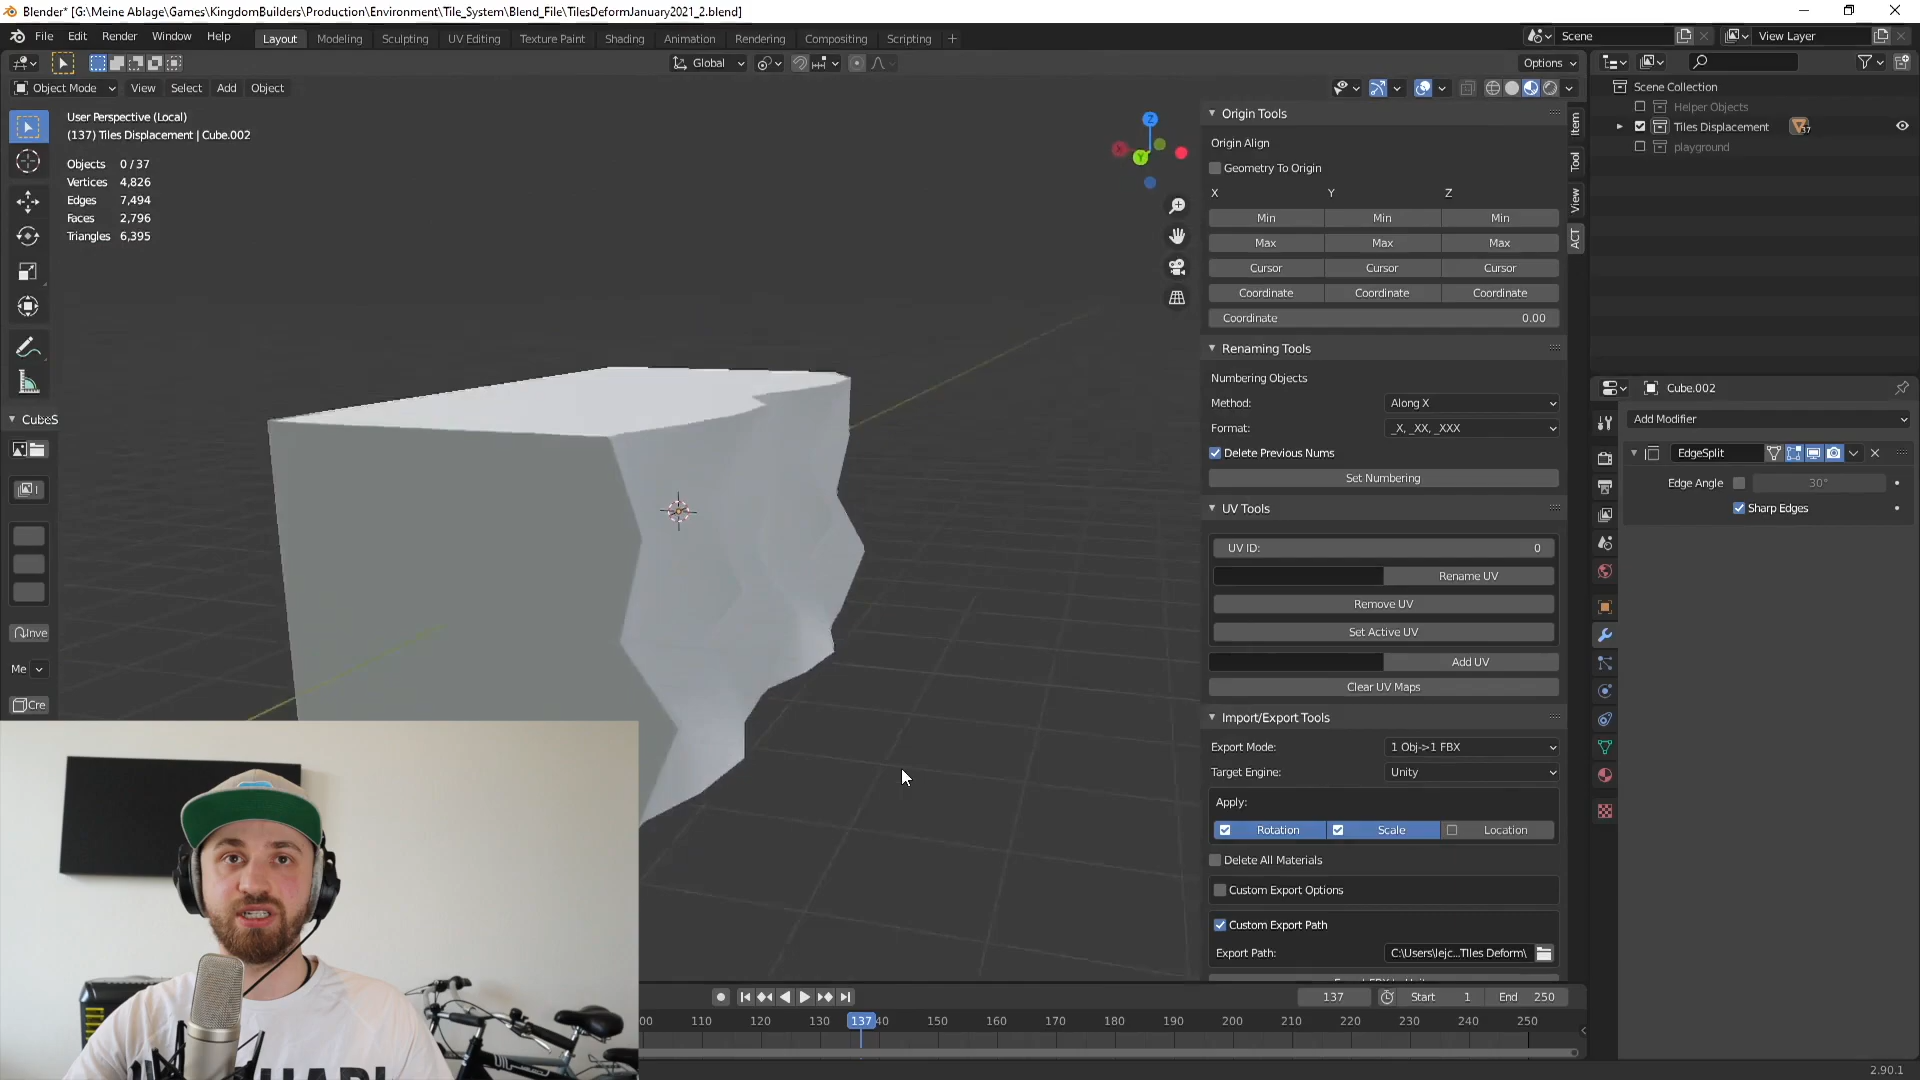 Blender* [G:\Meine Ablage\Games\KingdomBuilders\Production\Environment\Tile_System\Blend_File\TilesDeformJanuary2021_2.blend]
File Edit Render Window Help
Layout Modeling Sculpting UV Editing Texture Paint Shading Animation Rendering Compositing Scripting
Scene
View Layer
Global
Options
Object Mode View Select Add Object
User Perspective (Local)
(137) Tiles Displacement | Cube.002
Objects 0 / 37
Vertices 4,826
Edges 7,494
Faces 2,796
Triangles 6,395
CubeS
Inve
Me
Cre
Z
X
Y
Origin Tools
Origin Align
Geometry To Origin
X Y Z
Min Min Min
Max Max Max
Cursor Cursor Cursor
Coordinate Coordinate Coordinate
Coordinate 0.00
Renaming Tools
Numbering Objects
Method: Along X
Format: _X, _XX, _XXX
Delete Previous Nums
Set Numbering
UV Tools
UV ID: 0
Rename UV
Remove UV
Set Active UV
Add UV
Clear UV Maps
Import/Export Tools
Export Mode: 1 Obj->1 FBX
Target Engine: Unity
Apply:
Rotation Scale Location
Delete All Materials
Custom Export Options
Custom Export Path
Export Path: C:\Users\lejc...Tlles Deform\
Item
Tool
View
ACT
Scene Collection
Helper Objects
Tiles Displacement 37
playground
Cube.002
Add Modifier
EdgeSplit
Edge Angle 30°
Sharp Edges
137 Start 1 End 250
00 110 120 130 137 40 150 160 170 180 190 200 210 220 230 240 250
2.90.1